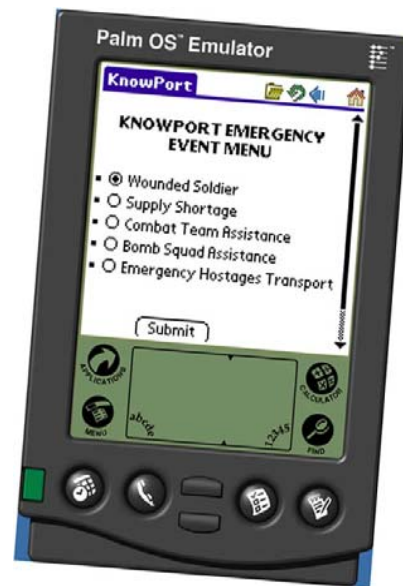 Palm OS™ Emulator
KnowPort
KNOWPORT EMERGENCY
EVENT MENU
Wounded Soldier
Supply Shortage
Combat Team Assistance
Bomb Squad Assistance
Emergency Hostages Transport
Submit
APPLICATIONS
CALCULATOR
MENU
abcde
12345
FIND